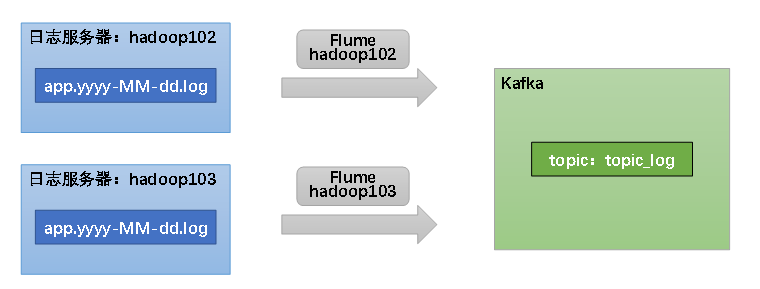 日志服务器：hadoop102
app.yyyy-MM-dd.log
Flume
hadoop102
日志服务器：hadoop103
app.yyyy-MM-dd.log
Flume
hadoop103
Kafka
topic：topic_log